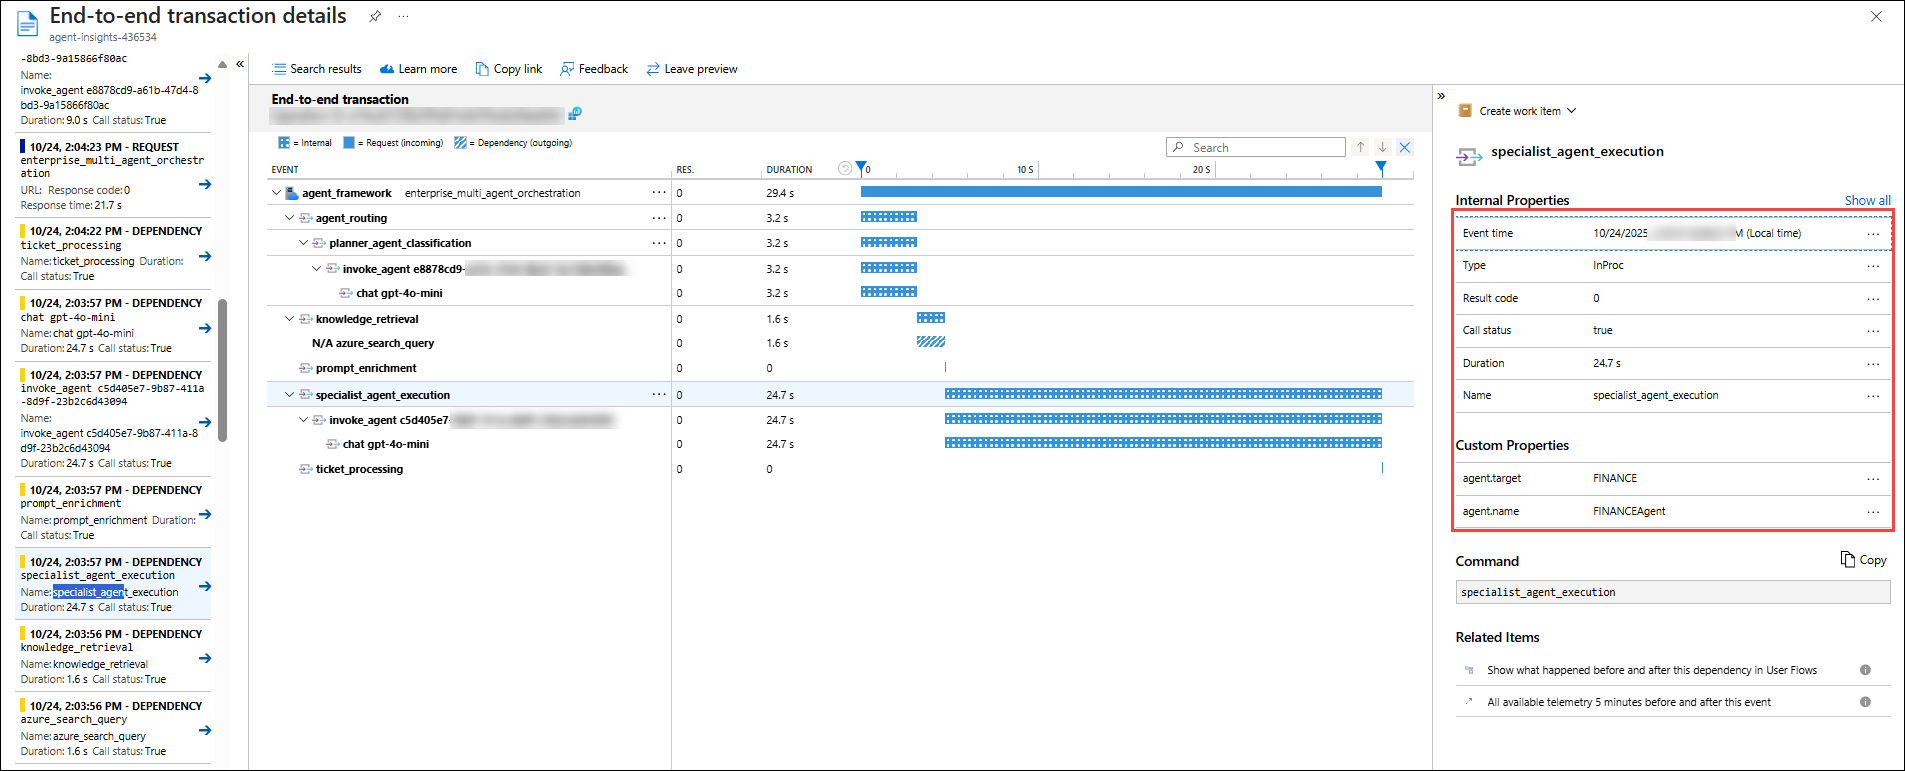 End-to-end transaction details
agent-insights-436534
-8bd3-9a15866f80ac
Name:
invoke_agent e8878cd9-a61b-47d4-8
bd3-9a15866f80ac
Duration: 9.0 s Call status: True
10/24, 2:04:23 PM - REQUEST
enterprise_multi_agent_orchestr
ation
URL: Response code: 0
Response time: 21.7 s
10/24, 2:04:22 PM - DEPENDENCY
ticket_processing
Name: ticket_processing Duration:
Call status: True
10/24, 2:03:57 PM - DEPENDENCY
chat gpt-4o-mini
Name: chat gpt-4o-mini
Duration: 24.7 s Call status: True
10/24, 2:03:57 PM - DEPENDENCY
invoke_agent c5d405e7-9b87-411a
-8d9f-23b2c6d43094
Name:
invoke_agent c5d405e7-9b87-411a-8
d9f-23b2c6d43094
Duration: 24.7 s Call status: True
10/24, 2:03:57 PM - DEPENDENCY
prompt_enrichment
Name: prompt_enrichment Duration:
Call status: True
10/24, 2:03:57 PM - DEPENDENCY
specialist_agent_execution
Name: specialist_agent_execution
Duration: 24.7 s Call status: True
10/24, 2:03:56 PM - DEPENDENCY
knowledge_retrieval
Name: knowledge_retrieval
Duration: 1.6 s Call status: True
10/24, 2:03:56 PM - DEPENDENCY
azure_search_query
Name: azure_search_query
Duration: 1.6 s Call status: True
Search results Learn more Copy link Feedback Leave preview
End-to-end transaction
= Internal = Request (incoming) = Dependency (outgoing)
Search
EVENT RES. DURATION 0 10 S 20 S
agent_framework enterprise_multi_agent_orchestration ... 0 29.4 s
agent_routing ... 0 3.2 s
planner_agent_classification ... 0 3.2 s
invoke_agent e8878cd9- 0 3.2 s
chat gpt-4o-mini 0 3.2 s
knowledge_retrieval 0 1.6 s
N/A azure_search_query 0 1.6 s
prompt_enrichment 0 0
specialist_agent_execution ... 0 24.7 s
invoke_agent c5d405e7- 0 24.7 s
chat gpt-4o-mini 0 24.7 s
ticket_processing 0 0
Create work item
specialist_agent_execution
Internal Properties Show all
Event time 10/24/2025 M (Local time) ...
Type InProc ...
Result code 0 ...
Call status true ...
Duration 24.7 s ...
Name specialist_agent_execution ...
Custom Properties
agent.target FINANCE ...
agent.name FINANCEAgent ...
Command Copy
specialist_agent_execution
Related Items
Show what happened before and after this dependency in User Flows
All available telemetry 5 minutes before and after this event